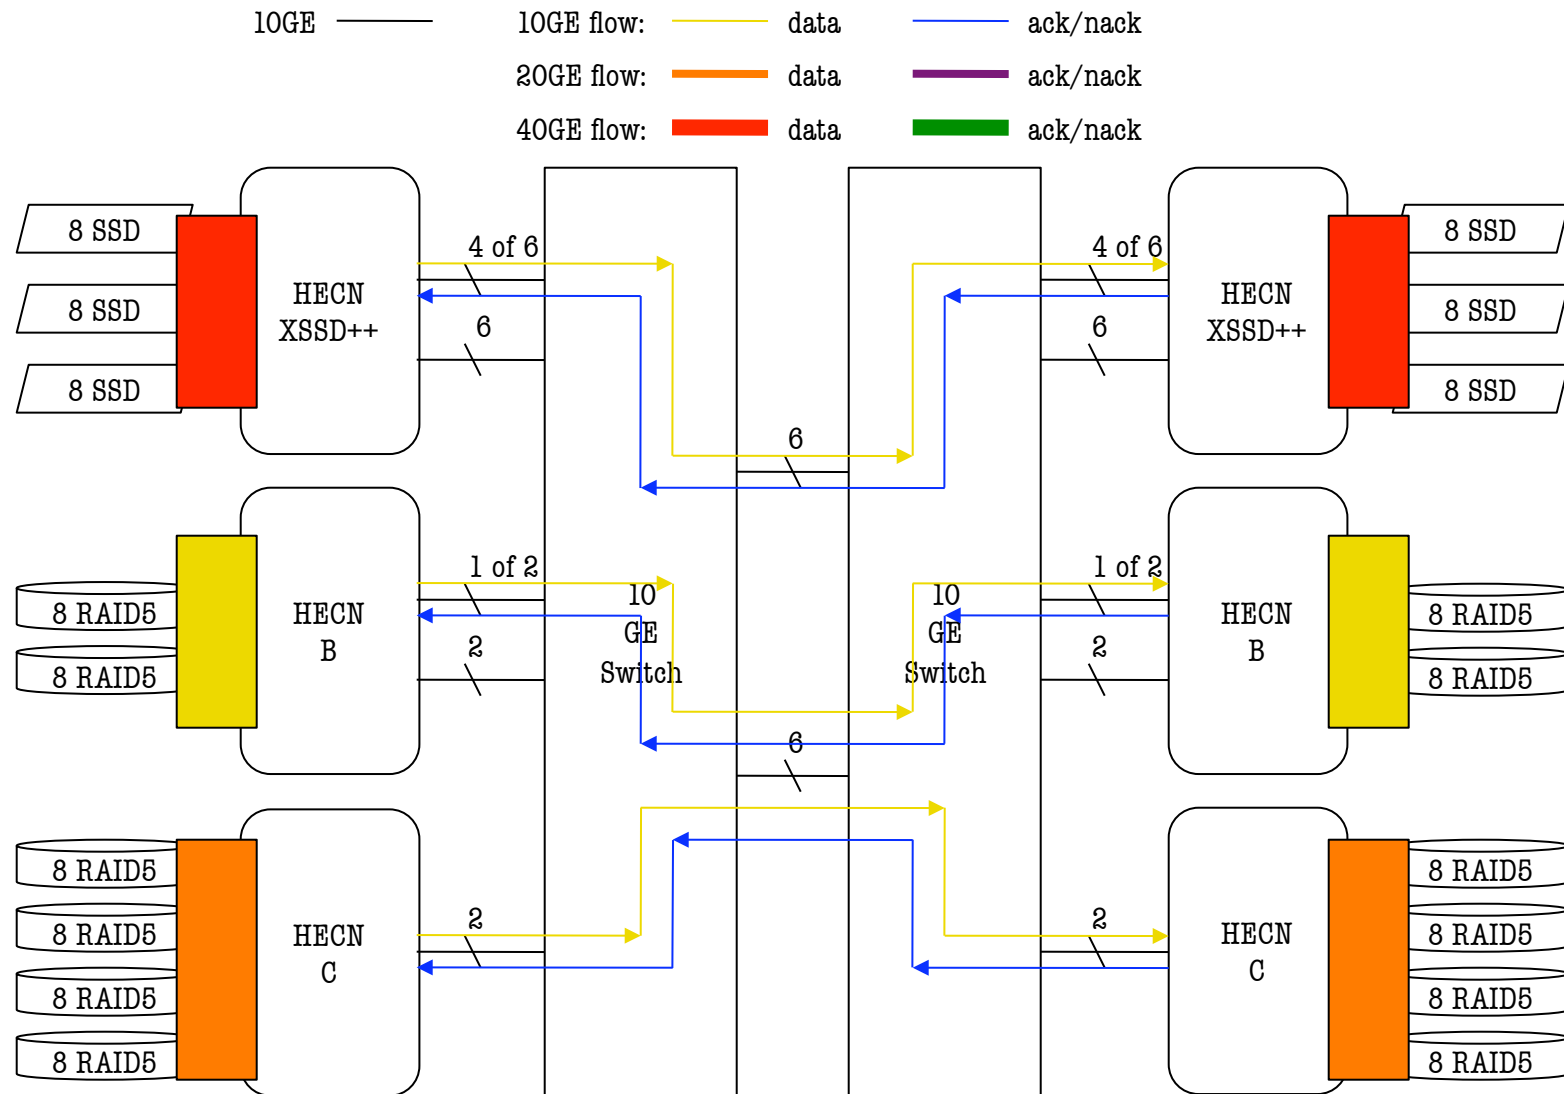 10GE 10GE flow: data ack/nack
20GE flow: data ack/nack
40GE flow: data ack/nack
8 SSD 4 of 6 4 of 6 8 SSD
HECN HECN
8 SSD 8 SSD
XSSD++ 6 6 XSSD++
8 SSD 8 SSD
6
1 of 2 1 of 2
10 10
8 RAID5 HECN HECN 8 RAID5
GE GE
B 2 2 B
8 RAID5 Switch Switch 8 RAID5
6
8 RAID5 8 RAID5
2 2
8 RAID5 HECN HECN 8 RAID5
C C
8 RAID5 8 RAID5
8 RAID5 8 RAID5